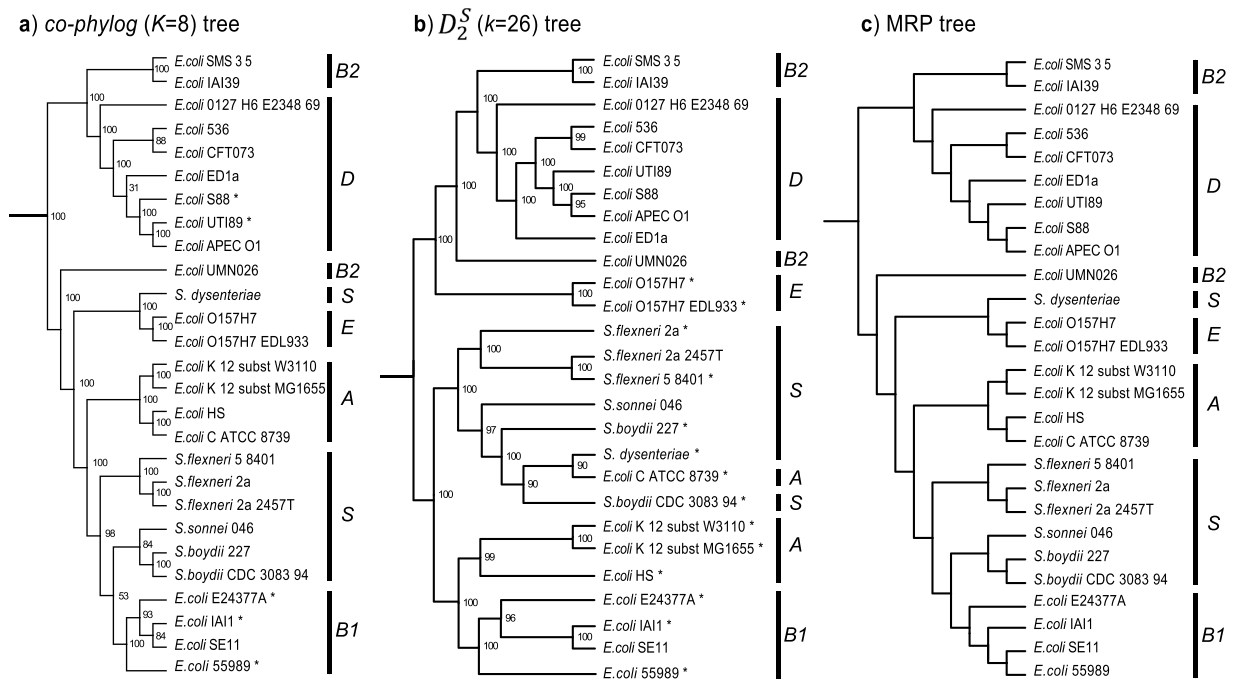 a) co-phylog (K=8) tree
E.coli SMS 3 5
E.coli IAI39
E.coli 0127 H6 E2348 69
E.coli 536
E.coli CFT073
E.coli ED1a
E.coli S88 *
E.coli UTI89 *
E.coli APEC O1
E.coli UMN026
S. dysenteriae
E.coli O157H7
E.coli O157H7 EDL933
E.coli K 12 subst W3110
E.coli K 12 subst MG1655
E.coli HS
E.coli C ATCC 8739
S.flexneri 5 8401
S.flexneri 2a
S.flexneri 2a 2457T
S.sonnei 046
S.boydii 227
S.boydii CDC 3083 94
E.coli E24377A *
E.coli IAI1 *
E.coli SE11
E.coli 55989 *
B2
D
B2
S
E
A
S
B1
100
100
100
88
100
31
100
100
100
100
100
100
100
100
100
100
100
100
100
98
84
100
53
93
84
100
b) D₂ˢ (k=26) tree
E.coli SMS 3 5
E.coli IAI39
E.coli 0127 H6 E2348 69
E.coli 536
E.coli CFT073
E.coli UTI89
E.coli S88
E.coli APEC O1
E.coli ED1a
E.coli UMN026
E.coli O157H7 *
E.coli O157H7 EDL933 *
S.flexneri 2a *
S.flexneri 2a 2457T
S.flexneri 5 8401 *
S.sonnei 046
S.boydii 227 *
S. dysenteriae *
E.coli C ATCC 8739 *
S.boydii CDC 3083 94 *
E.coli K 12 subst W3110 *
E.coli K 12 subst MG1655 *
E.coli HS *
E.coli E24377A *
E.coli IAI1 *
E.coli SE11
E.coli 55989 *
B2
D
B2
E
S
A
S
A
B1
100
100
99
100
100
100
95
100
100
100
100
100
100
100
97
100
90
90
100
100
99
96
100
100
c) MRP tree
E.coli SMS 3 5
E.coli IAI39
E.coli 0127 H6 E2348 69
E.coli 536
E.coli CFT073
E.coli ED1a
E.coli UTI89
E.coli S88
E.coli APEC O1
E.coli UMN026
S. dysenteriae
E.coli O157H7
E.coli O157H7 EDL933
E.coli K 12 subst W3110
E.coli K 12 subst MG1655
E.coli HS
E.coli C ATCC 8739
S.flexneri 5 8401
S.flexneri 2a
S.flexneri 2a 2457T
S.sonnei 046
S.boydii 227
S.boydii CDC 3083 94
E.coli E24377A
E.coli IAI1
E.coli SE11
E.coli 55989
B2
D
B2
S
E
A
S
B1